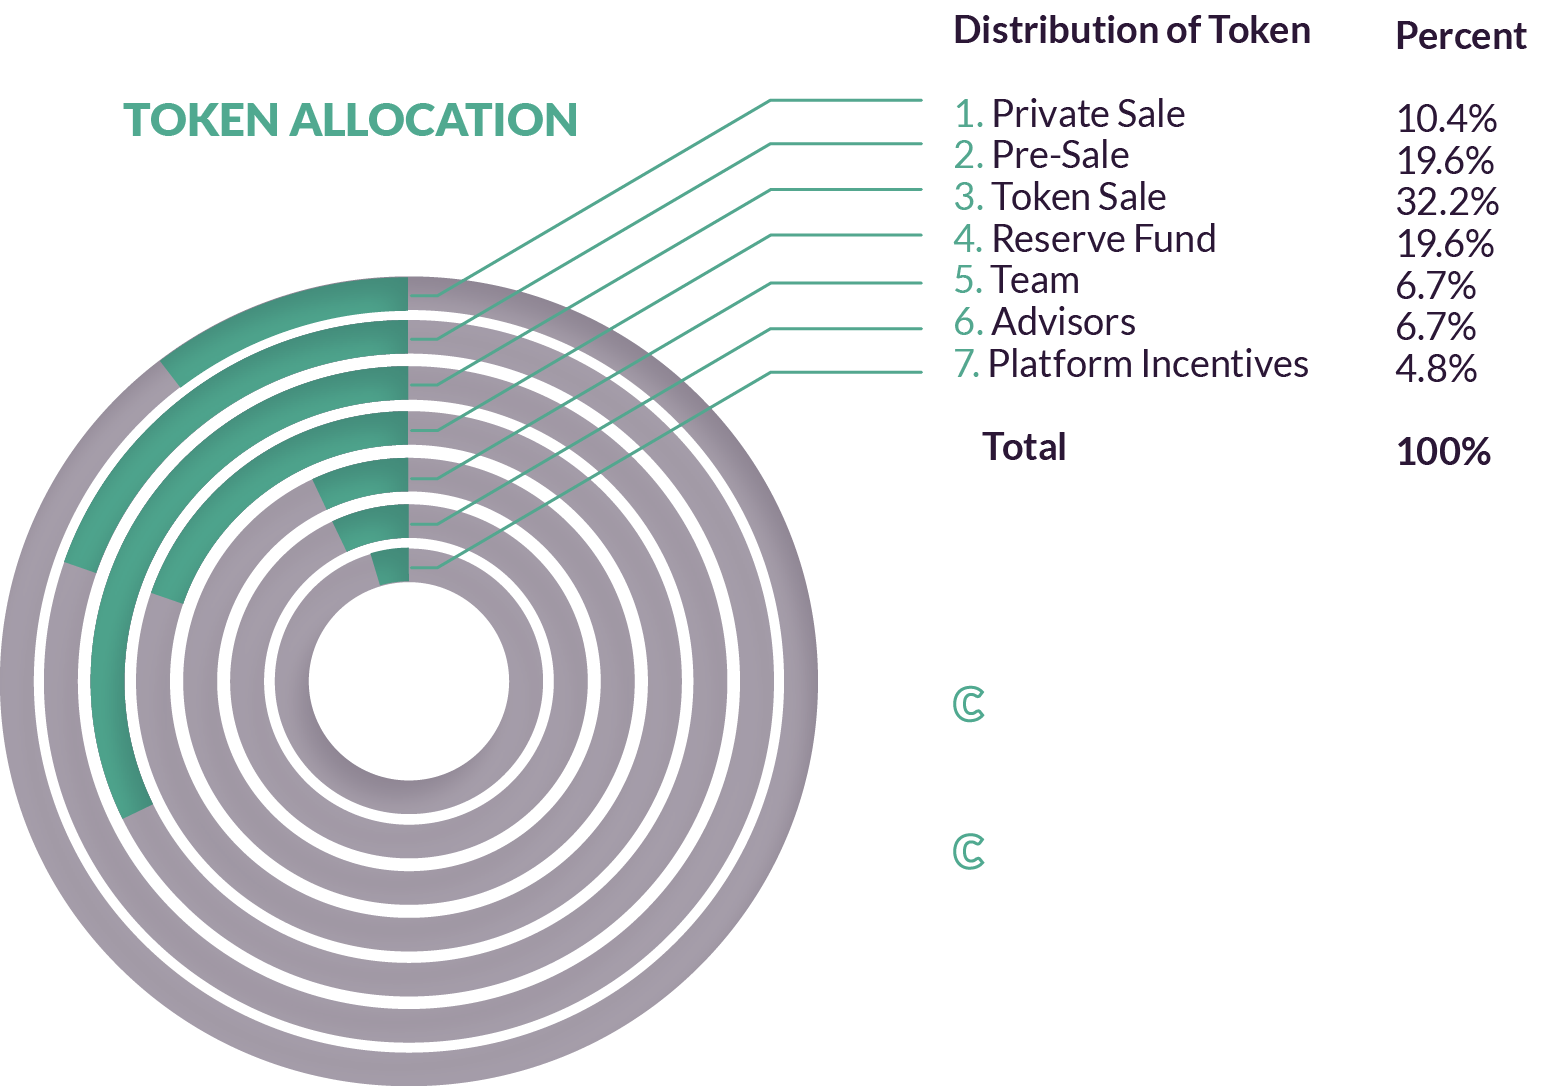 Distribution of Token Percent
TOKEN ALLOCATION
1. Private Sale 10.4%
2. Pre-Sale 19.6%
3. Token Sale 32.2%
4. Reserve Fund 19.6%
5. Team 6.7%
6. Advisors 6.7%
7. Platform Incentives 4.8%
Total 100%
C
C